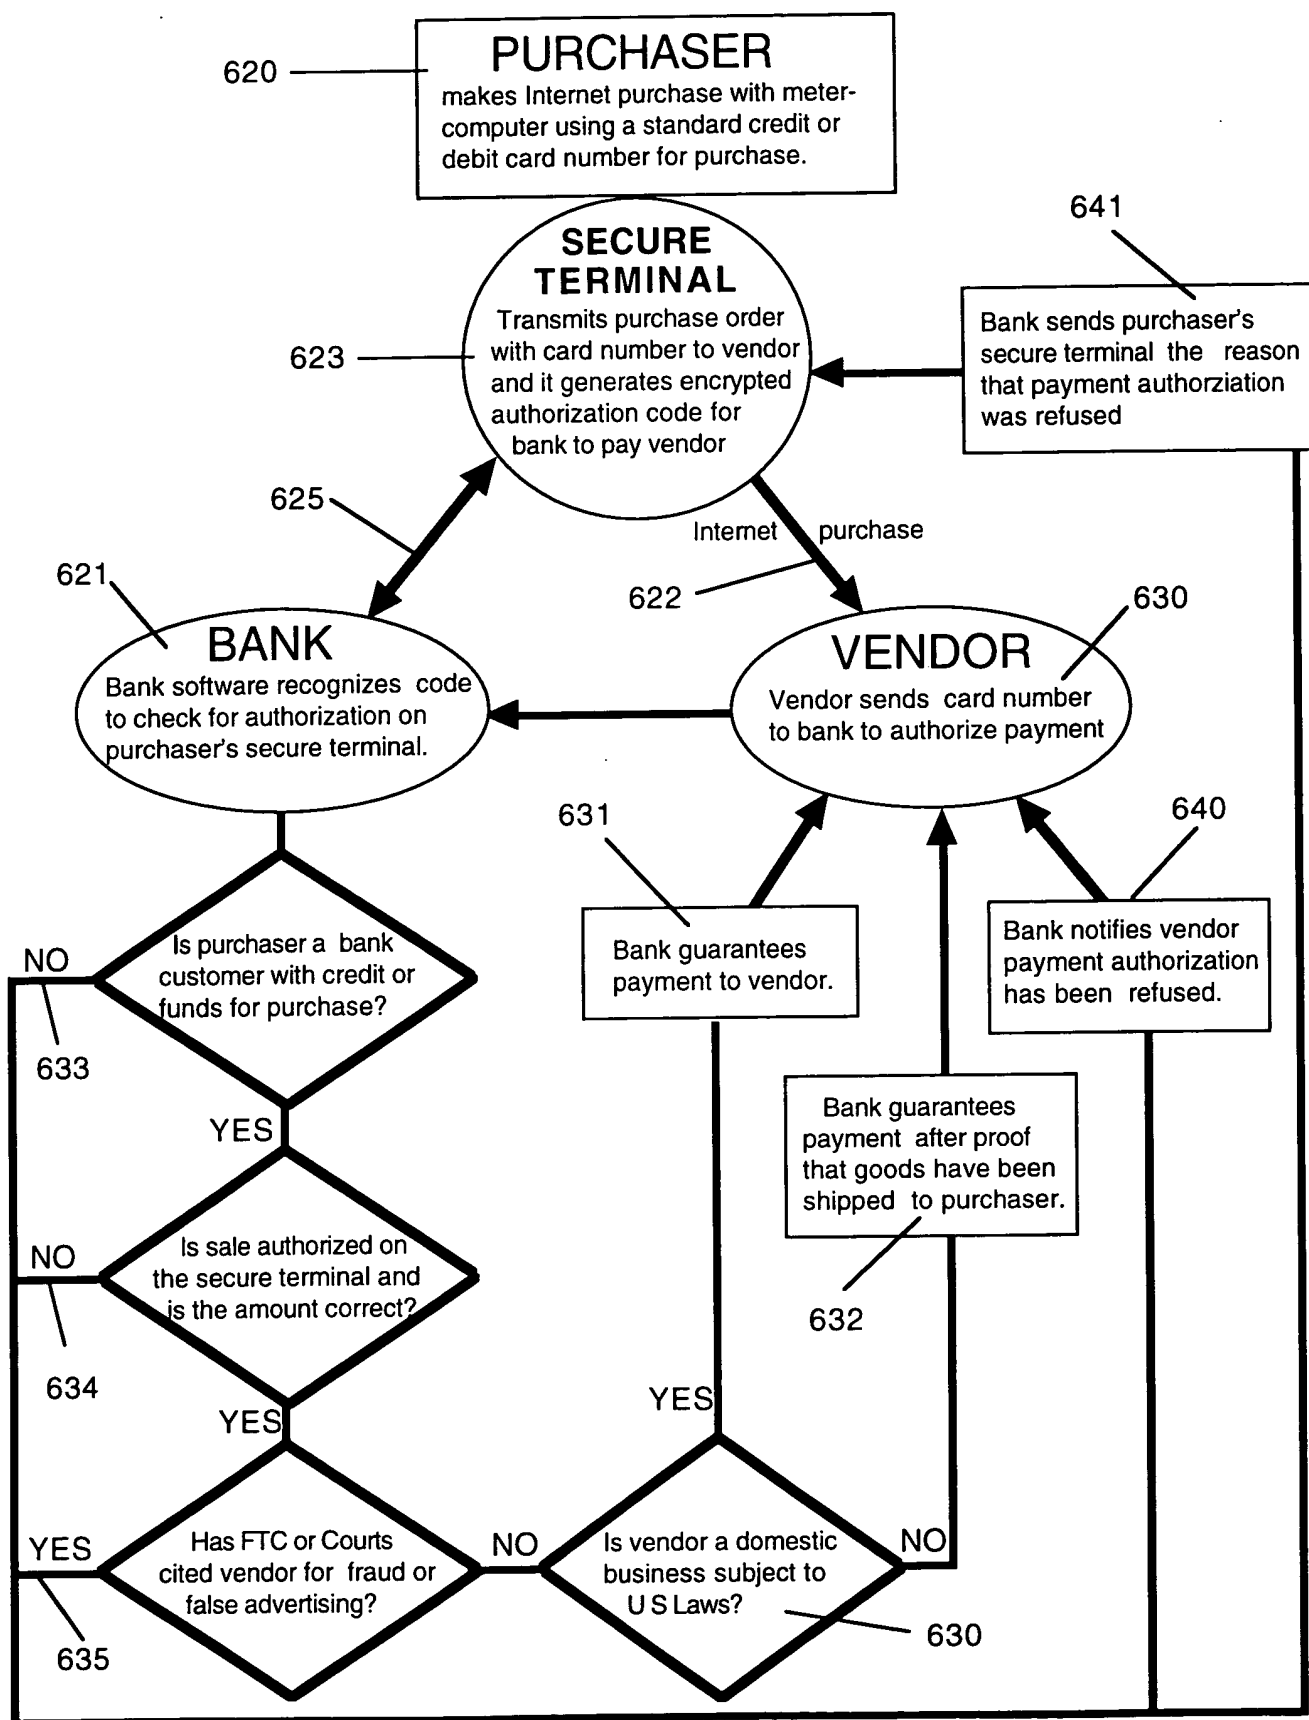 PURCHASER
620
makes Internet purchase with meter-
computer using a standard credit or
debit card number for purchase.
641
SECURE
TERMINAL
Transmits purchase order
with card number to vendor
and it generates encrypted
authorization code for
bank to pay vendor
623
Bank sends purchaser's
secure terminal the reason
that payment authorziation
was refused
625
Internet purchase
622
621
630
BANK
Bank software recognizes code
to check for authorization on
purchaser's secure terminal.
VENDOR
Vendor sends card number
to bank to authorize payment
631
640
Is purchaser a bank
customer with credit or
funds for purchase?
NO
633
Bank guarantees
payment to vendor.
Bank notifies vendor
payment authorization
has been refused.
YES
Bank guarantees
payment after proof
that goods have been
shipped to purchaser.
632
Is sale authorized on
the secure terminal and
is the amount correct?
NO
634
YES
YES
Has FTC or Courts
cited vendor for fraud or
false advertising?
YES
635
NO
Is vendor a domestic
business subject to
U S Laws?
NO
630